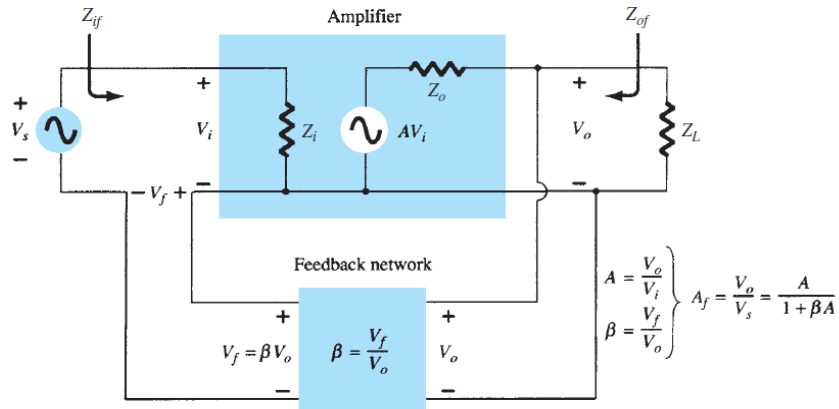 Amplifier
Z_if
Z_of
+
Z_o
+
+
V_s
−
V_i
Z_i
AV_i
V_o
Z_L
− V_f +
−
−
Feedback network
A = V_o/V_i
β = V_f/V_o
A_f = V_o/V_s = A/(1 + βA)
+
+
V_f = βV_o
β = V_f/V_o
V_o
−
−